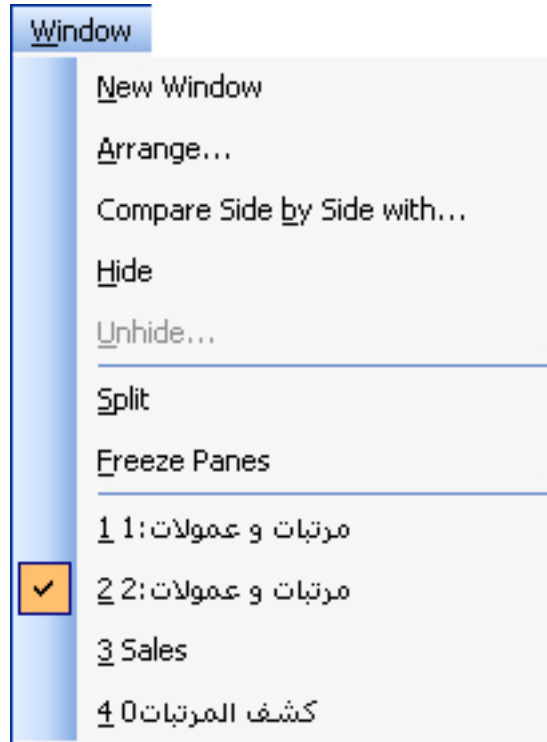 Window
New Window
Arrange...
Compare Side by Side with...
Hide
Unhide...
Split
Freeze Panes
1 مرتبات و عمولات:1
2 مرتبات و عمولات:2
3 Sales
4 كشف المرتبات0